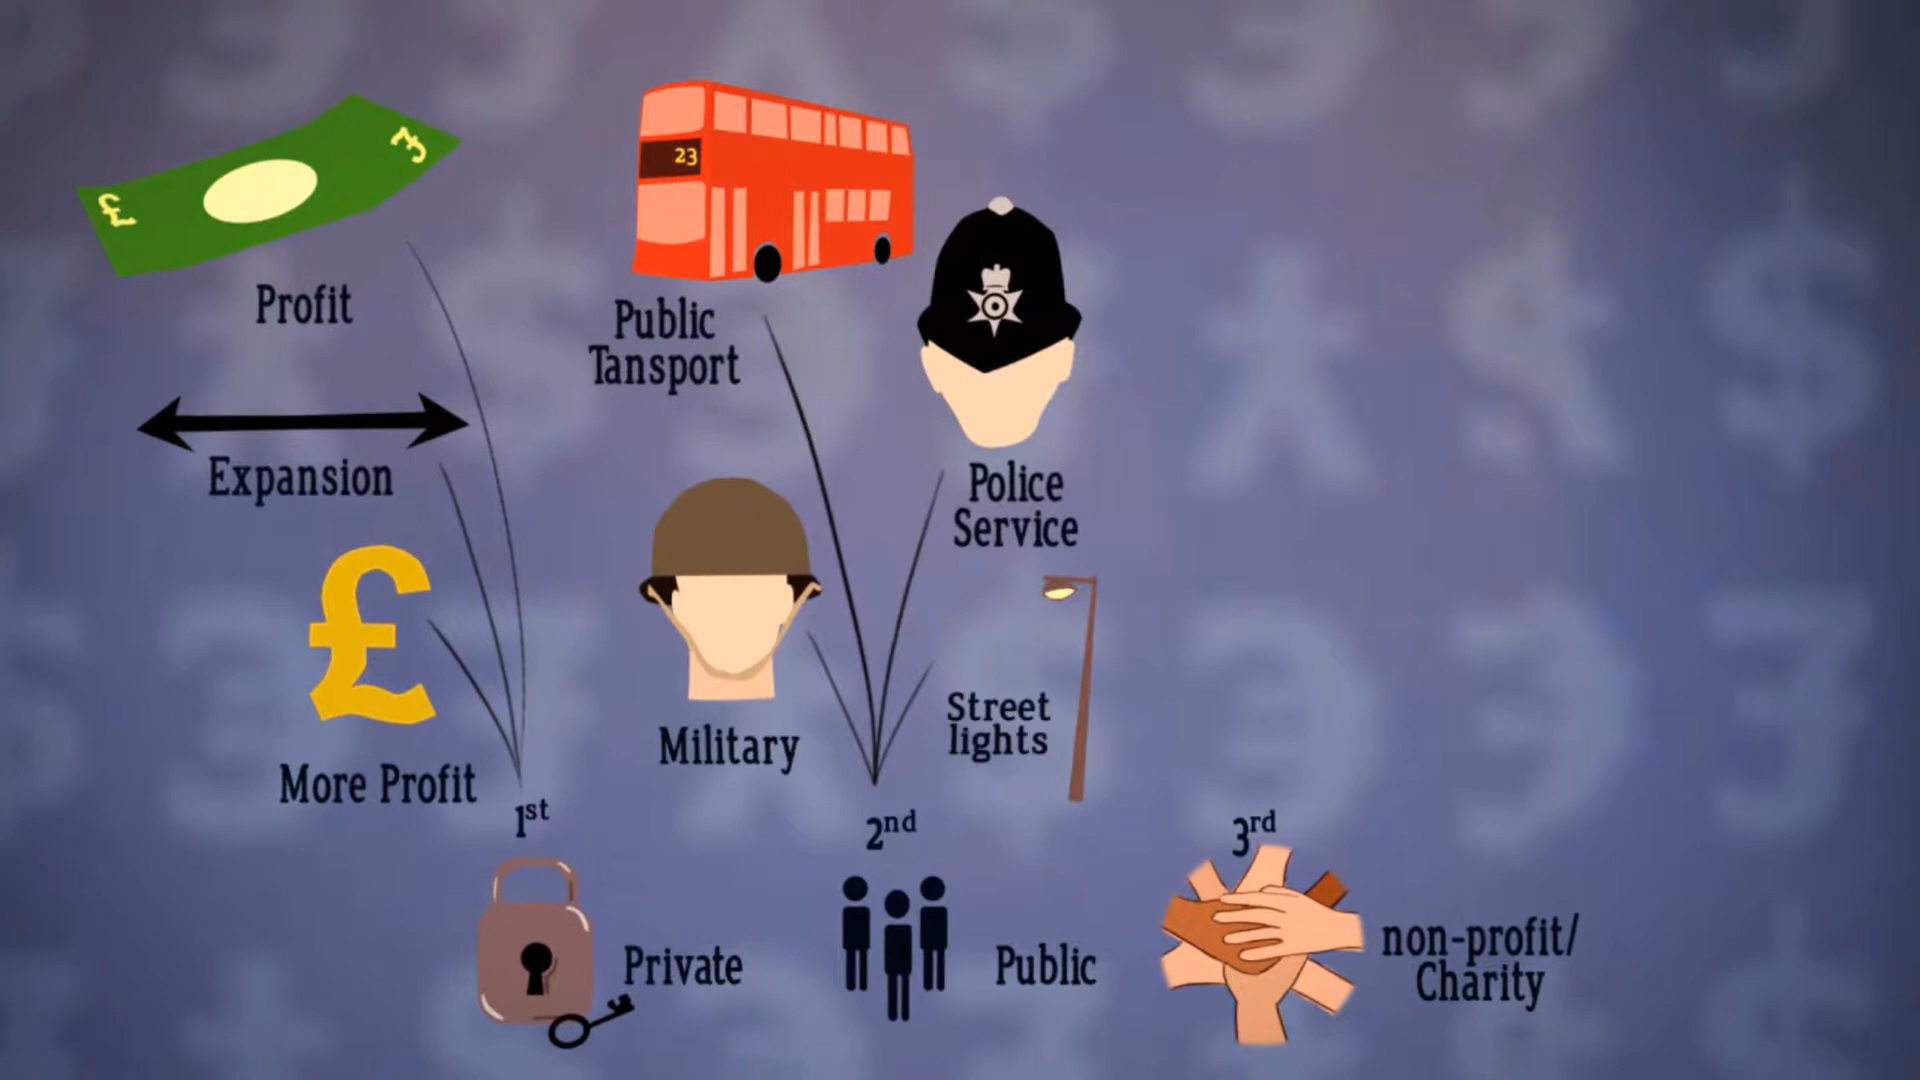 £ £
Profit
23
Public
Tansport
Expansion
Police
Service
£
More Profit
Military
Street
lights
1st
2nd
3rd
Private
Public
non-profit/
Charity